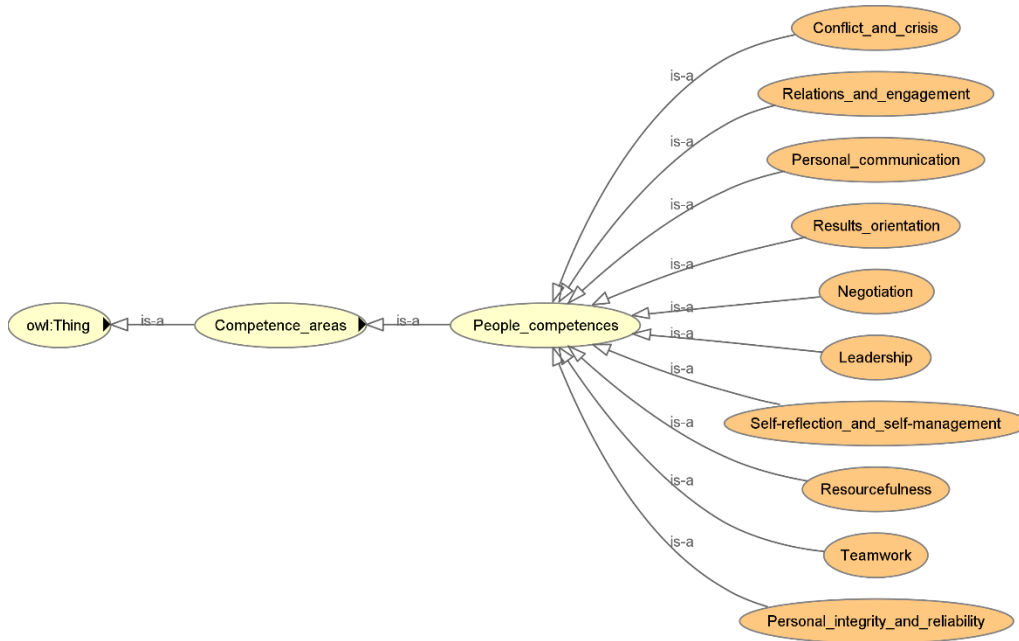 Conflict_and_crisis
is-a
Relations_and_engagement
is-a
Personal_communication
is-a
Results_orientation
is-a
Negotiation
is-a
owl:Thing
is-a
Competence_areas
is-a
People_competences
is-a
Leadership
is-a
Self-reflection_and_self-management
is-a
Resourcefulness
is-a
Teamwork
is-a
Personal_integrity_and_reliability